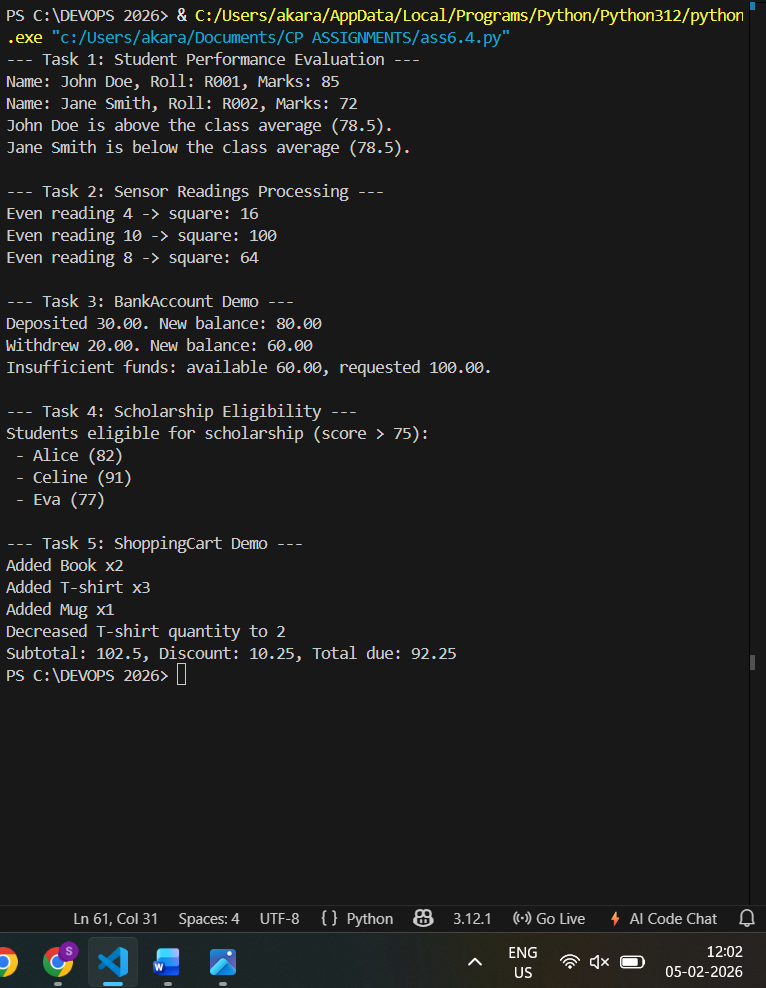 PS C:\DEVOPS 2026> & C:/Users/akara/AppData/Local/Programs/Python/Python312/python
.exe "c:/Users/akara/Documents/CP ASSIGNMENTS/ass6.4.py"
--- Task 1: Student Performance Evaluation ---
Name: John Doe, Roll: R001, Marks: 85
Name: Jane Smith, Roll: R002, Marks: 72
John Doe is above the class average (78.5).
Jane Smith is below the class average (78.5).

--- Task 2: Sensor Readings Processing ---
Even reading 4 -> square: 16
Even reading 10 -> square: 100
Even reading 8 -> square: 64

--- Task 3: BankAccount Demo ---
Deposited 30.00. New balance: 80.00
Withdrew 20.00. New balance: 60.00
Insufficient funds: available 60.00, requested 100.00.

--- Task 4: Scholarship Eligibility ---
Students eligible for scholarship (score > 75):
 - Alice (82)
 - Celine (91)
 - Eva (77)

--- Task 5: ShoppingCart Demo ---
Added Book x2
Added T-shirt x3
Added Mug x1
Decreased T-shirt quantity to 2
Subtotal: 102.5, Discount: 10.25, Total due: 92.25
PS C:\DEVOPS 2026>
Ln 61, Col 31 Spaces: 4 UTF-8 {} Python 3.12.1 Go Live AI Code Chat
S
W
ENG
US
12:02
05-02-2026